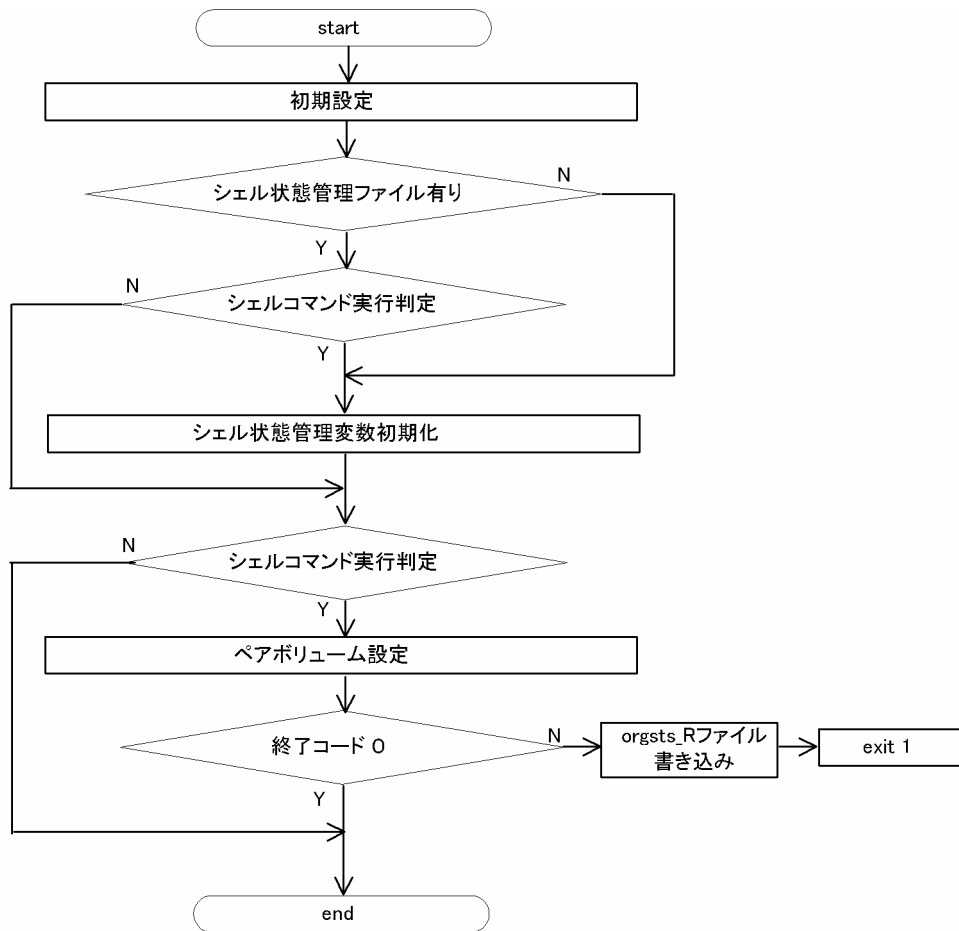 start
初期設定
シェル状態管理ファイル有り
N
Y
N
シェルコマンド実行判定
Y
シェル状態管理変数初期化
N
シェルコマンド実行判定
Y
ペアボリューム設定
終了コード 0
N
orgsts_Rファイル
書き込み
exit 1
Y
end